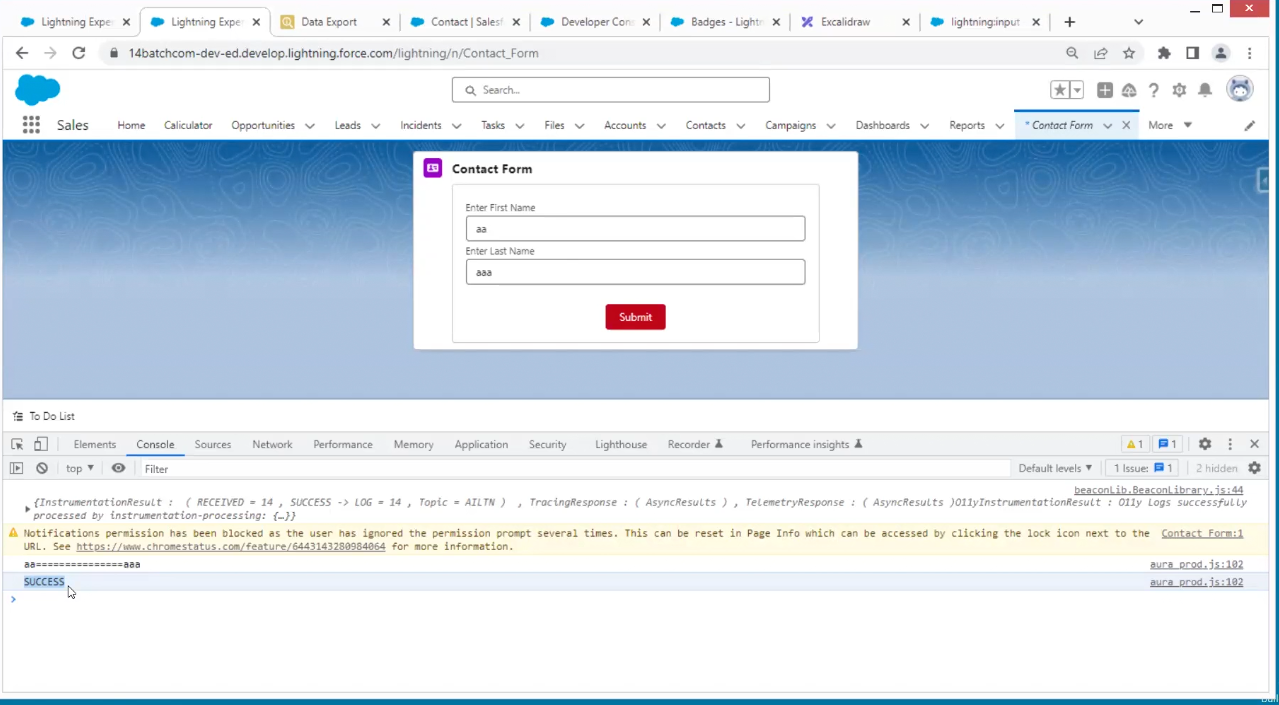 Lightning Expe
Lightning Expe
Data Export
Contact | Sales
Developer Con
Badges - Lightn
Excalidraw
lightning:input
14batchcom-dev-ed.develop.lightning.force.com/lightning/n/Contact_Form
Search...
Sales
Home
Calculator
Opportunities
Leads
Incidents
Tasks
Files
Accounts
Contacts
Campaigns
Dashboards
Reports
* Contact Form
More
Contact Form
Enter First Name
aa
Enter Last Name
aaa
Submit
To Do List
Elements
Console
Sources
Network
Performance
Memory
Application
Security
Lighthouse
Recorder
Performance insights
1
1
top
Filter
Default levels
1 Issue:
1
2 hidden
beaconLib.BeaconLibrary.js:44
{InstrumentationResult : ( RECEIVED = 14 , SUCCESS -> LOG = 14 , Topic = AILTN ) , TracingResponse : ( AsyncResults ) , TelemetryResponse : ( AsyncResults )O11yInstrumentationResult : O11y Logs successfully
processed by instrumentation-processing: {…}}
Notifications permission has been blocked as the user has ignored the permission prompt several times. This can be reset in Page Info which can be accessed by clicking the lock icon next to the
Contact Form:1
URL. See https://www.chromestatus.com/feature/6443143280984064 for more information.
aa===============aaa
aura_prod.js:102
SUCCESS
aura_prod.js:102